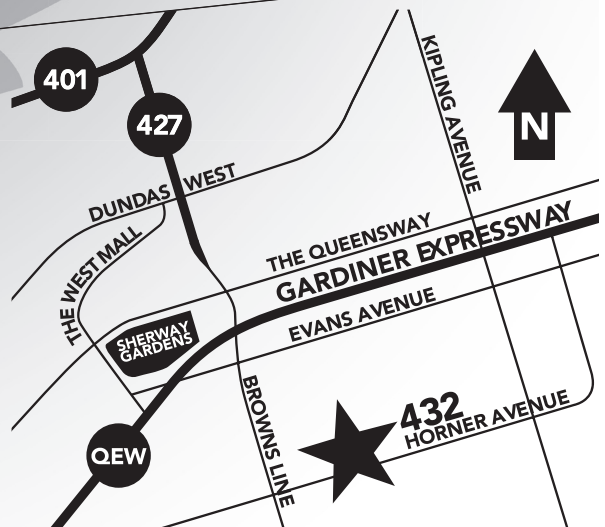 401
427
KIPLING AVENUE
N
DUNDAS WEST
THE WEST MALL
THE QUEENSWAY
GARDINER EXPRESSWAY
EVANS AVENUE
SHERWAY
GARDENS
BROWNS LINE
432
HORNER AVENUE
QEW